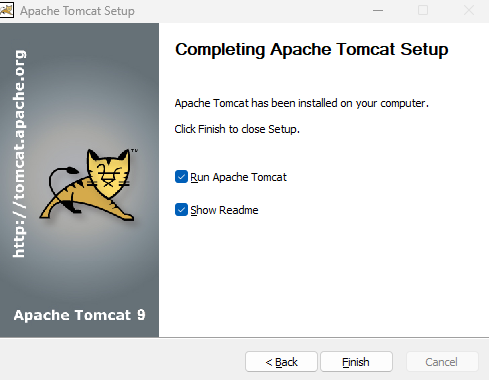 Apache Tomcat Setup
http://tomcat.apache.org
TM
Apache Tomcat 9
Completing Apache Tomcat Setup
Apache Tomcat has been installed on your computer.
Click Finish to close Setup.
Run Apache Tomcat
Show Readme
< Back
Finish
Cancel